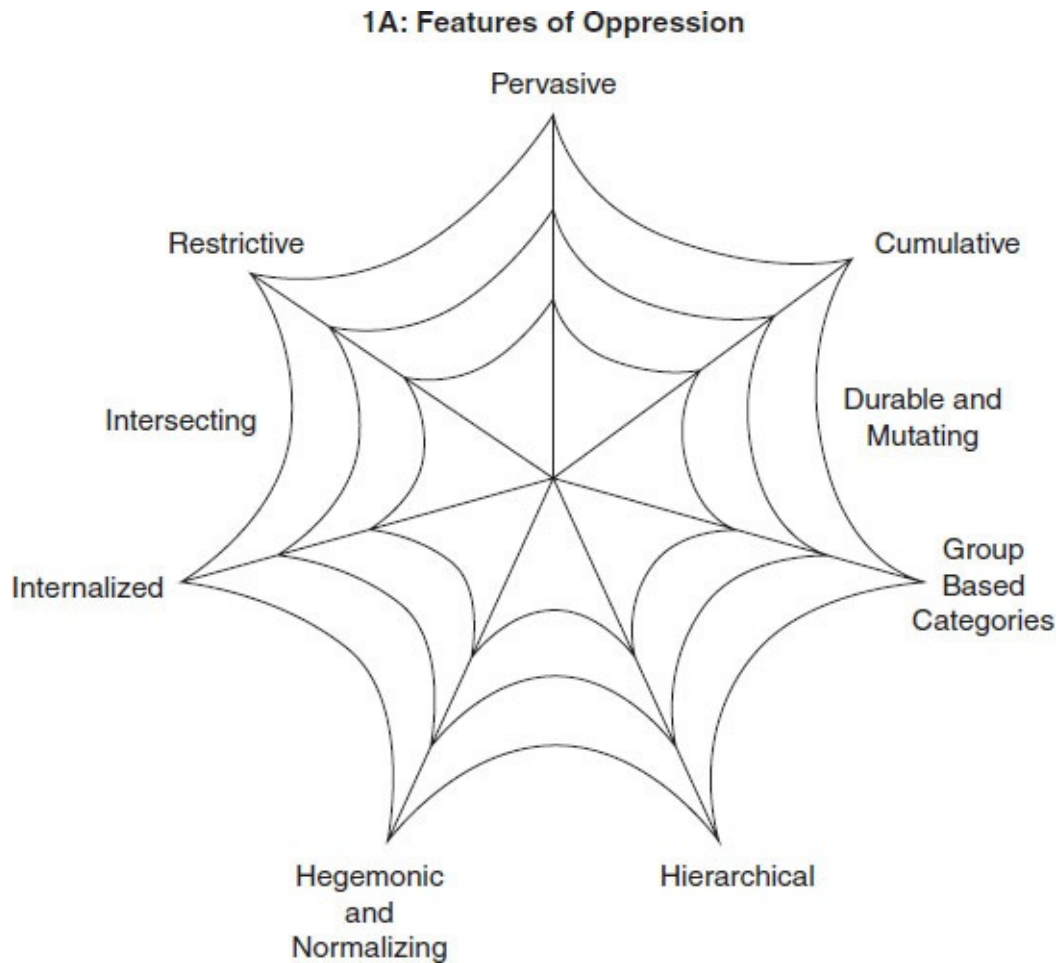 1A: Features of Oppression
Pervasive
Restrictive
Cumulative
Intersecting
Durable and
Mutating
Internalized
Group
Based
Categories
Hegemonic
and
Normalizing
Hierarchical